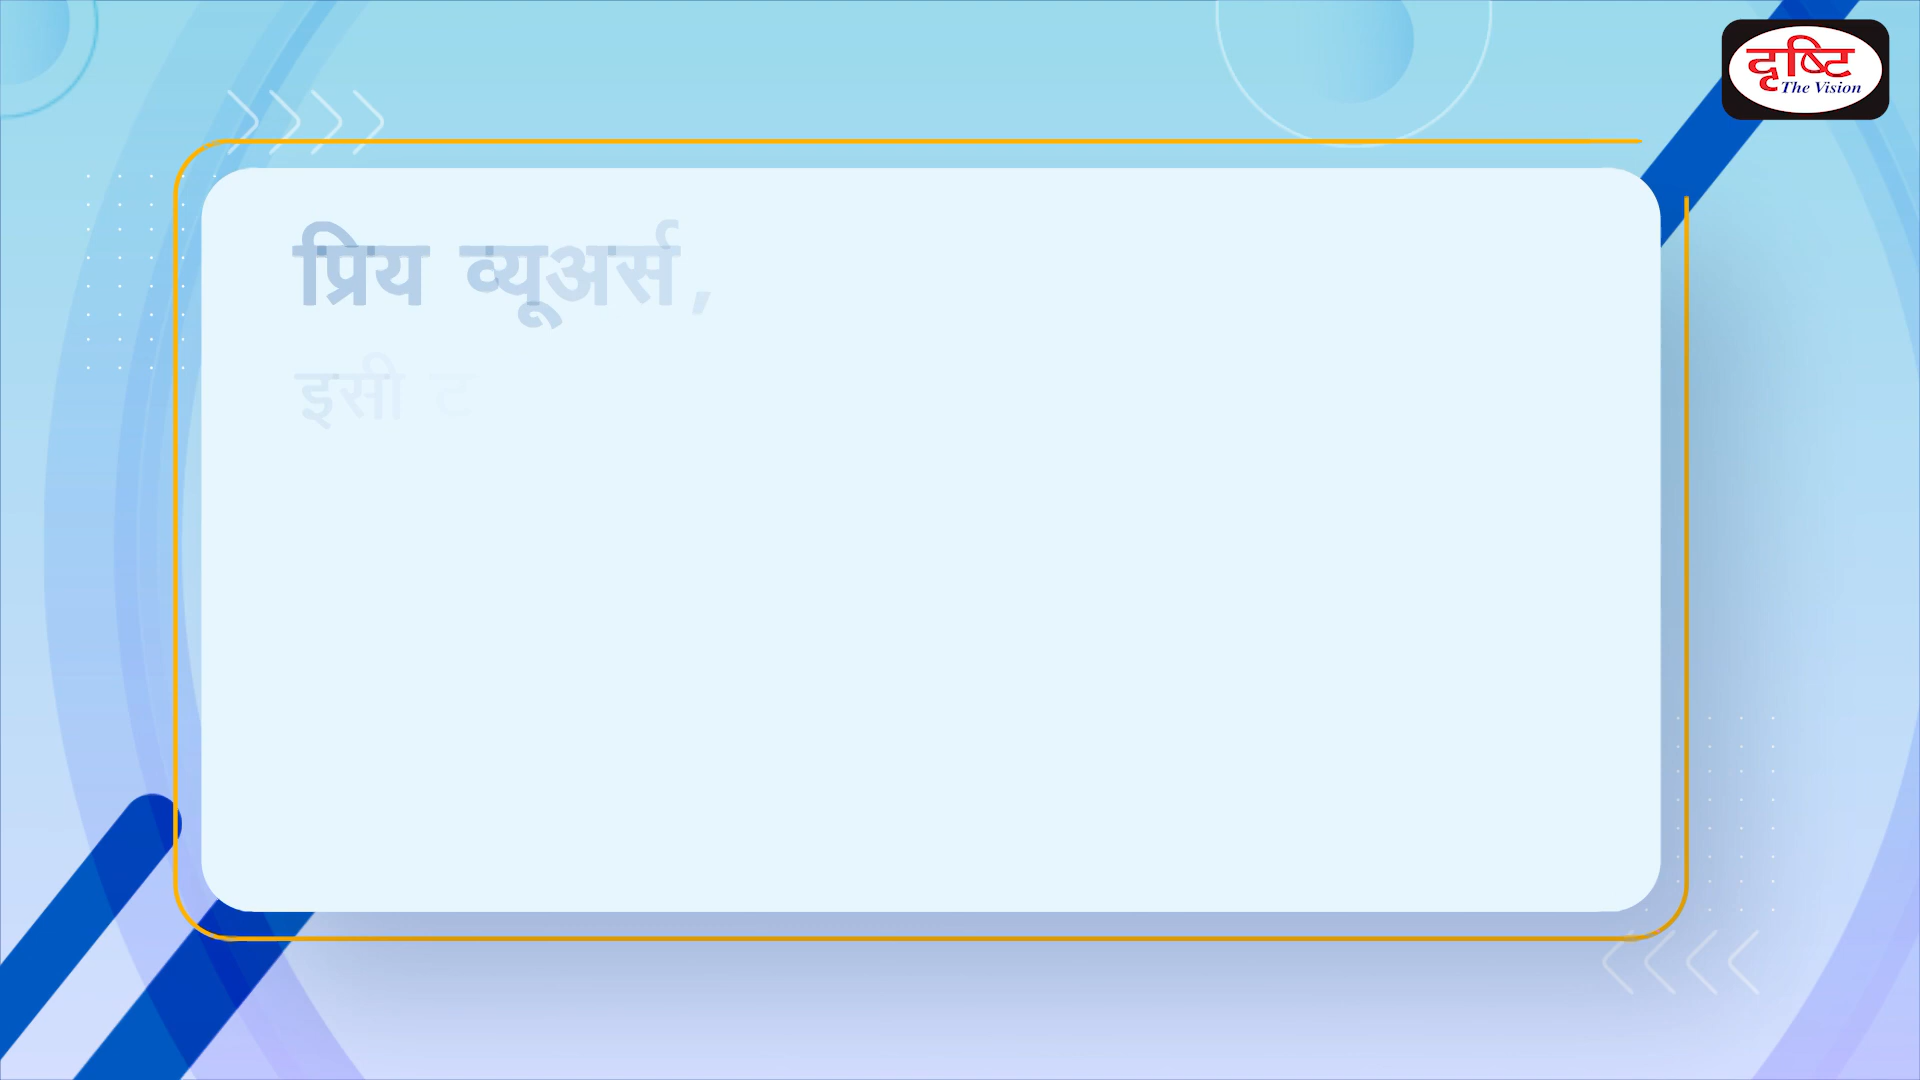 दृष्टि
The Vision
प्रिय व्यूअर्स,
इसी